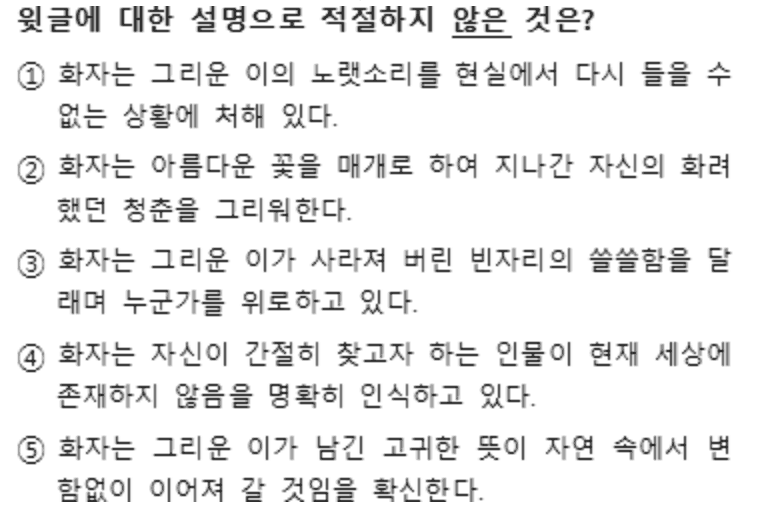 윗글에 대한 설명으로 적절하지 않은 것은?
① 화자는 그리운 이의 노랫소리를 현실에서 다시 들을 수
없는 상황에 처해 있다.
② 화자는 아름다운 꽃을 매개로 하여 지나간 자신의 화려
했던 청춘을 그리워한다.
③ 화자는 그리운 이가 사라져 버린 빈자리의 쓸쓸함을 달
래며 누군가를 위로하고 있다.
④ 화자는 자신이 간절히 찾고자 하는 인물이 현재 세상에
존재하지 않음을 명확히 인식하고 있다.
⑤ 화자는 그리운 이가 남긴 고귀한 뜻이 자연 속에서 변
함없이 이어져 갈 것임을 확신한다.